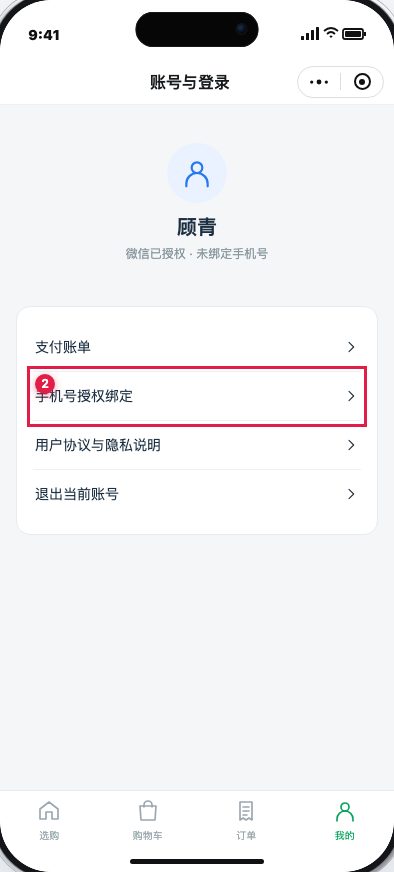 9:41
账号与登录
顾青
微信已授权 · 未绑定手机号
支付账单
2
手机号授权绑定
用户协议与隐私说明
退出当前账号
选购
购物车
订单
我的